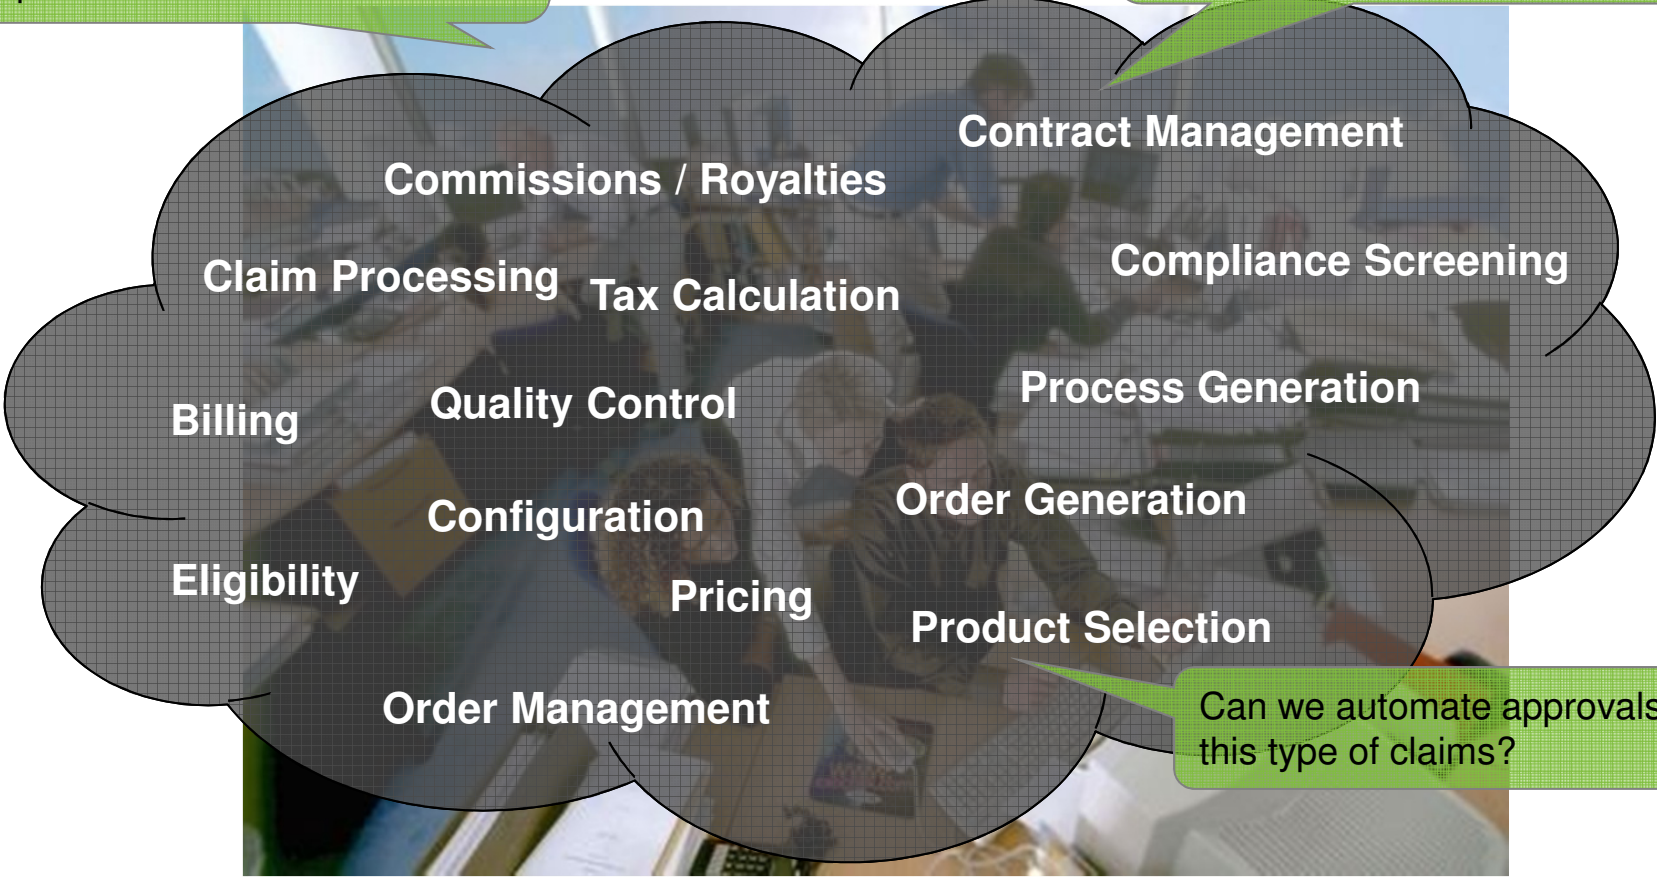 Contract Management
Commissions / Royalties
Compliance Screening
Claim Processing
Tax Calculation
Process Generation
Quality Control
Billing
Order Generation
Configuration
Eligibility
Pricing
Product Selection
Order Management
Can we automate approvals
this type of claims?